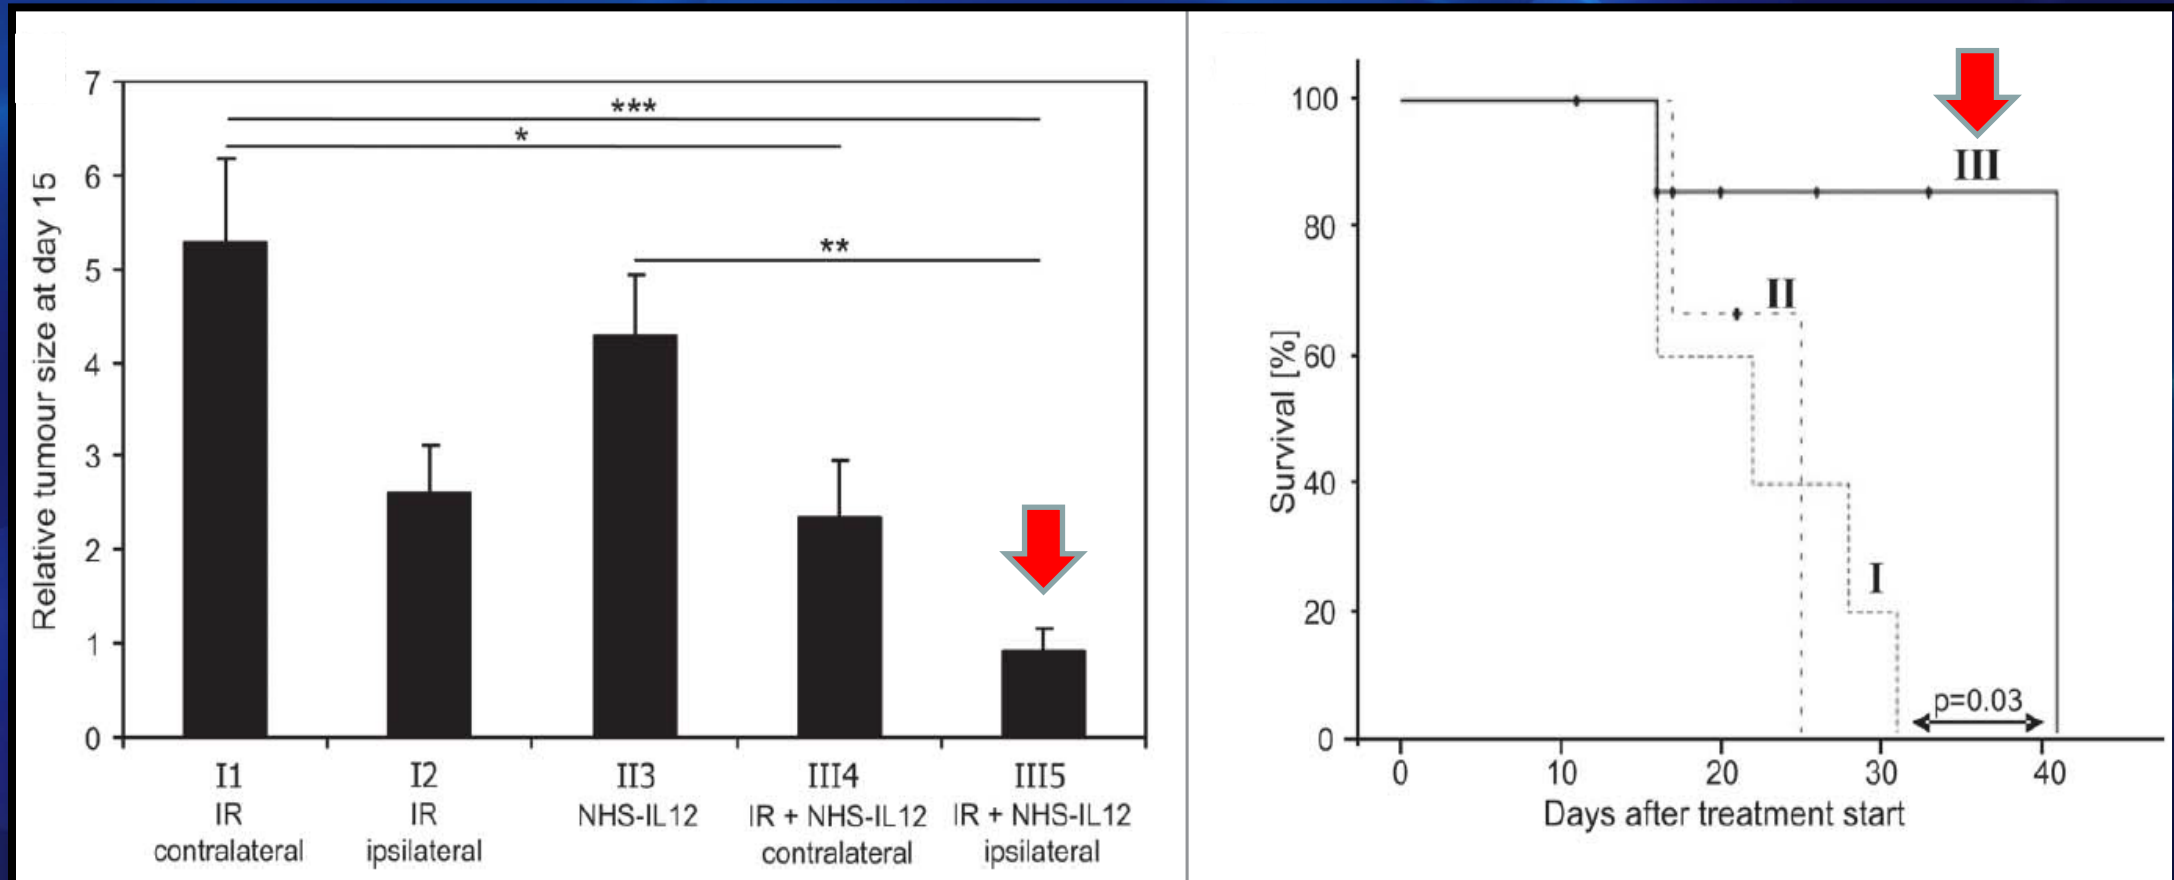 Relative tumour size at day 15
7
6
5
4
3
2
1
0
***
*
**
I1
IR
contralateral
I2
IR
ipsilateral
II3
NHS-IL12
III4
IR + NHS-IL12
contralateral
III5
IR + NHS-IL12
ipsilateral
Survival [%]
100
80
60
40
20
0
III
II
I
p=0.03
0 10 20 30 40
Days after treatment start